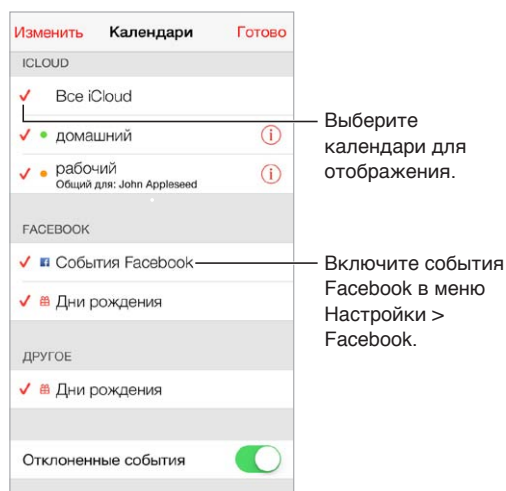 Изменить Календари Готово
ICLOUD
Все iCloud
домашний
рабочий
Общий для: John Appleseed
Выберите
календари для
отображения.
FACEBOOK
События Facebook
Дни рождения
Включите события
Facebook в меню
Настройки >
Facebook.
ДРУГОЕ
Дни рождения
Отклоненные события